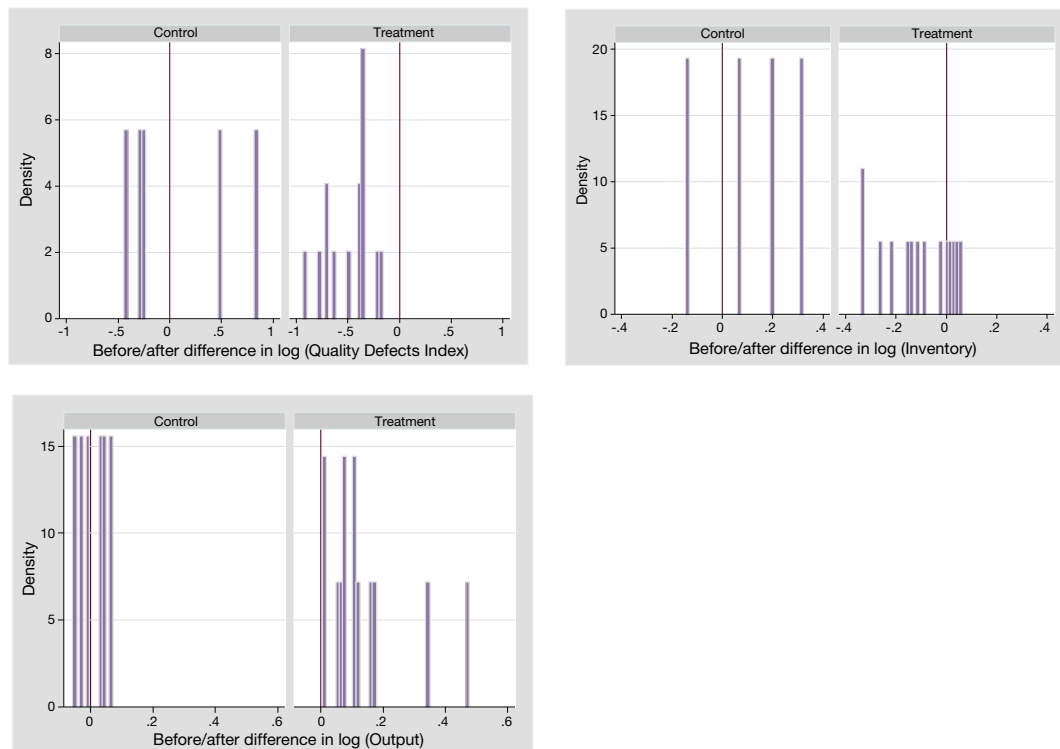 Control Treatment
8
6
4
2
0
Density
-1 -.5 0 .5 1 -1 -.5 0 .5 1
Before/after difference in log (Quality Defects Index)
Control Treatment
20
15
10
5
0
Density
-.4 -.2 0 .2 .4 -.4 -.2 0 .2 .4
Before/after difference in log (Inventory)
Control Treatment
15
10
5
0
Density
0 .2 .4 .6 0 .2 .4 .6
Before/after difference in log (Output)